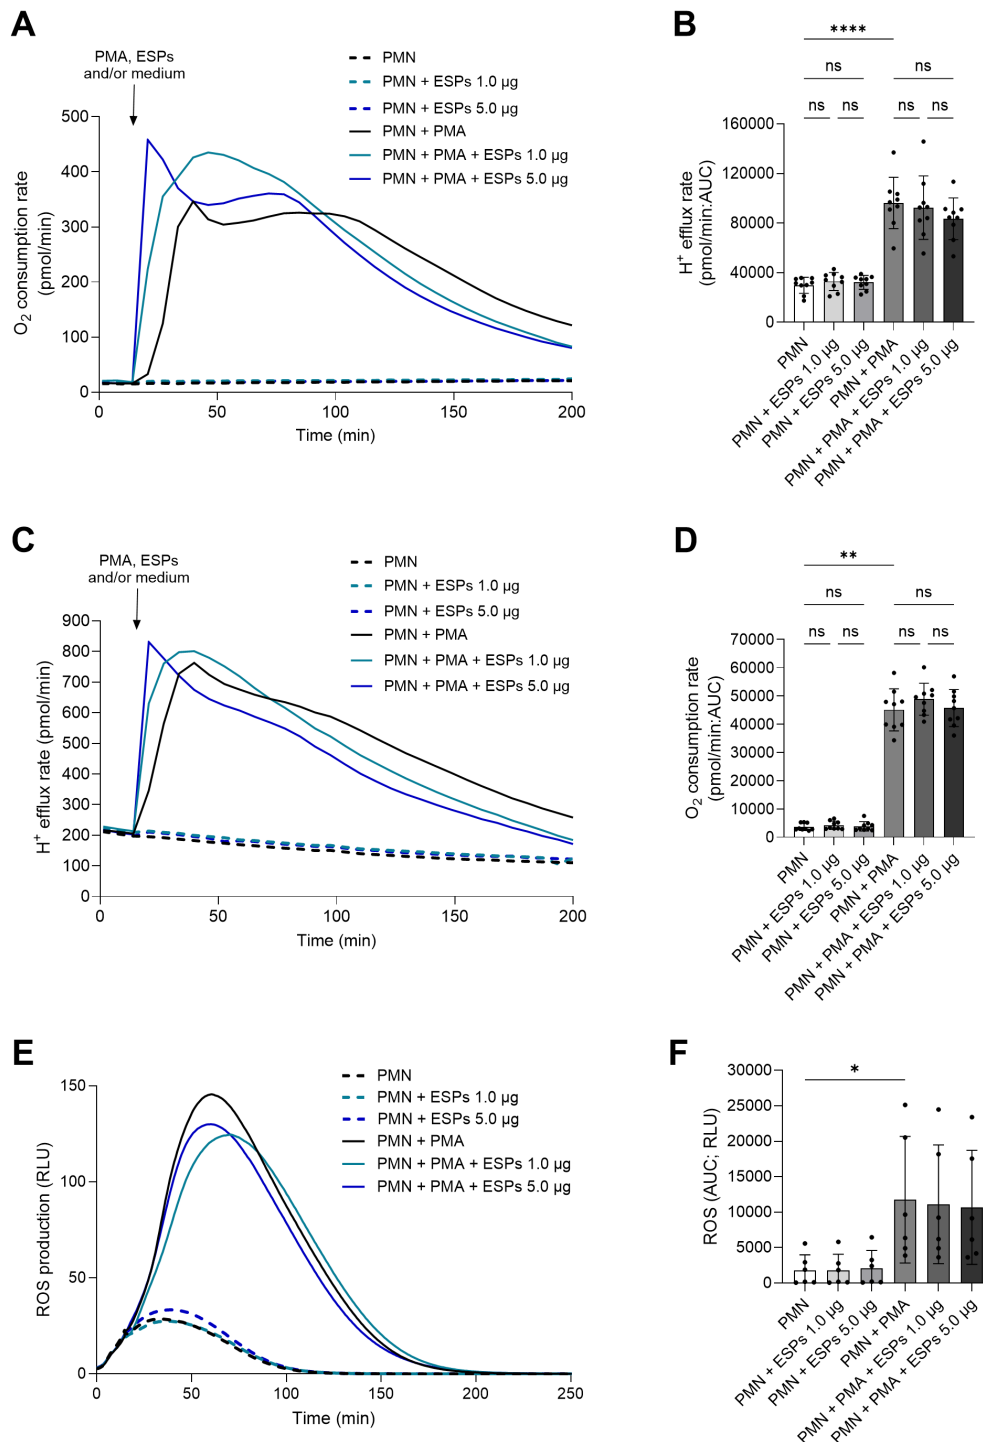 A
PMA, ESPs
and/or medium
PMN
PMN + ESPs 1.0 µg
PMN + ESPs 5.0 µg
PMN + PMA
PMN + PMA + ESPs 1.0 µg
PMN + PMA + ESPs 5.0 µg
O2 consumption rate
(pmol/min)
500
400
300
200
100
0
0 50 100 150 200
Time (min)
B
****
ns
ns
ns ns ns ns
H+ efflux rate
(pmol/min:AUC)
160000
120000
80000
40000
0
PMN
PMN + ESPs 1.0 µg
PMN + ESPs 5.0 µg
PMN + PMA
PMN + PMA + ESPs 1.0 µg
PMN + PMA + ESPs 5.0 µg
C
PMA, ESPs
and/or medium
PMN
PMN + ESPs 1.0 µg
PMN + ESPs 5.0 µg
PMN + PMA
PMN + PMA + ESPs 1.0 µg
PMN + PMA + ESPs 5.0 µg
H+ efflux rate (pmol/min)
900
800
700
600
500
400
300
200
100
0
0 50 100 150 200
Time (min)
D
**
ns
ns
ns ns ns ns
O2 consumption rate
(pmol/min:AUC)
70000
60000
50000
40000
30000
20000
10000
0
PMN
PMN + ESPs 1.0 µg
PMN + ESPs 5.0 µg
PMN + PMA
PMN + PMA + ESPs 1.0 µg
PMN + PMA + ESPs 5.0 µg
E
PMN
PMN + ESPs 1.0 µg
PMN + ESPs 5.0 µg
PMN + PMA
PMN + PMA + ESPs 1.0 µg
PMN + PMA + ESPs 5.0 µg
ROS production (RLU)
150
100
50
0
0 50 100 150 200 250
Time (min)
F
*
ROS (AUC; RLU)
30000
25000
20000
15000
10000
5000
0
PMN
PMN + ESPs 1.0 µg
PMN + ESPs 5.0 µg
PMN + PMA
PMN + PMA + ESPs 1.0 µg
PMN + PMA + ESPs 5.0 µg